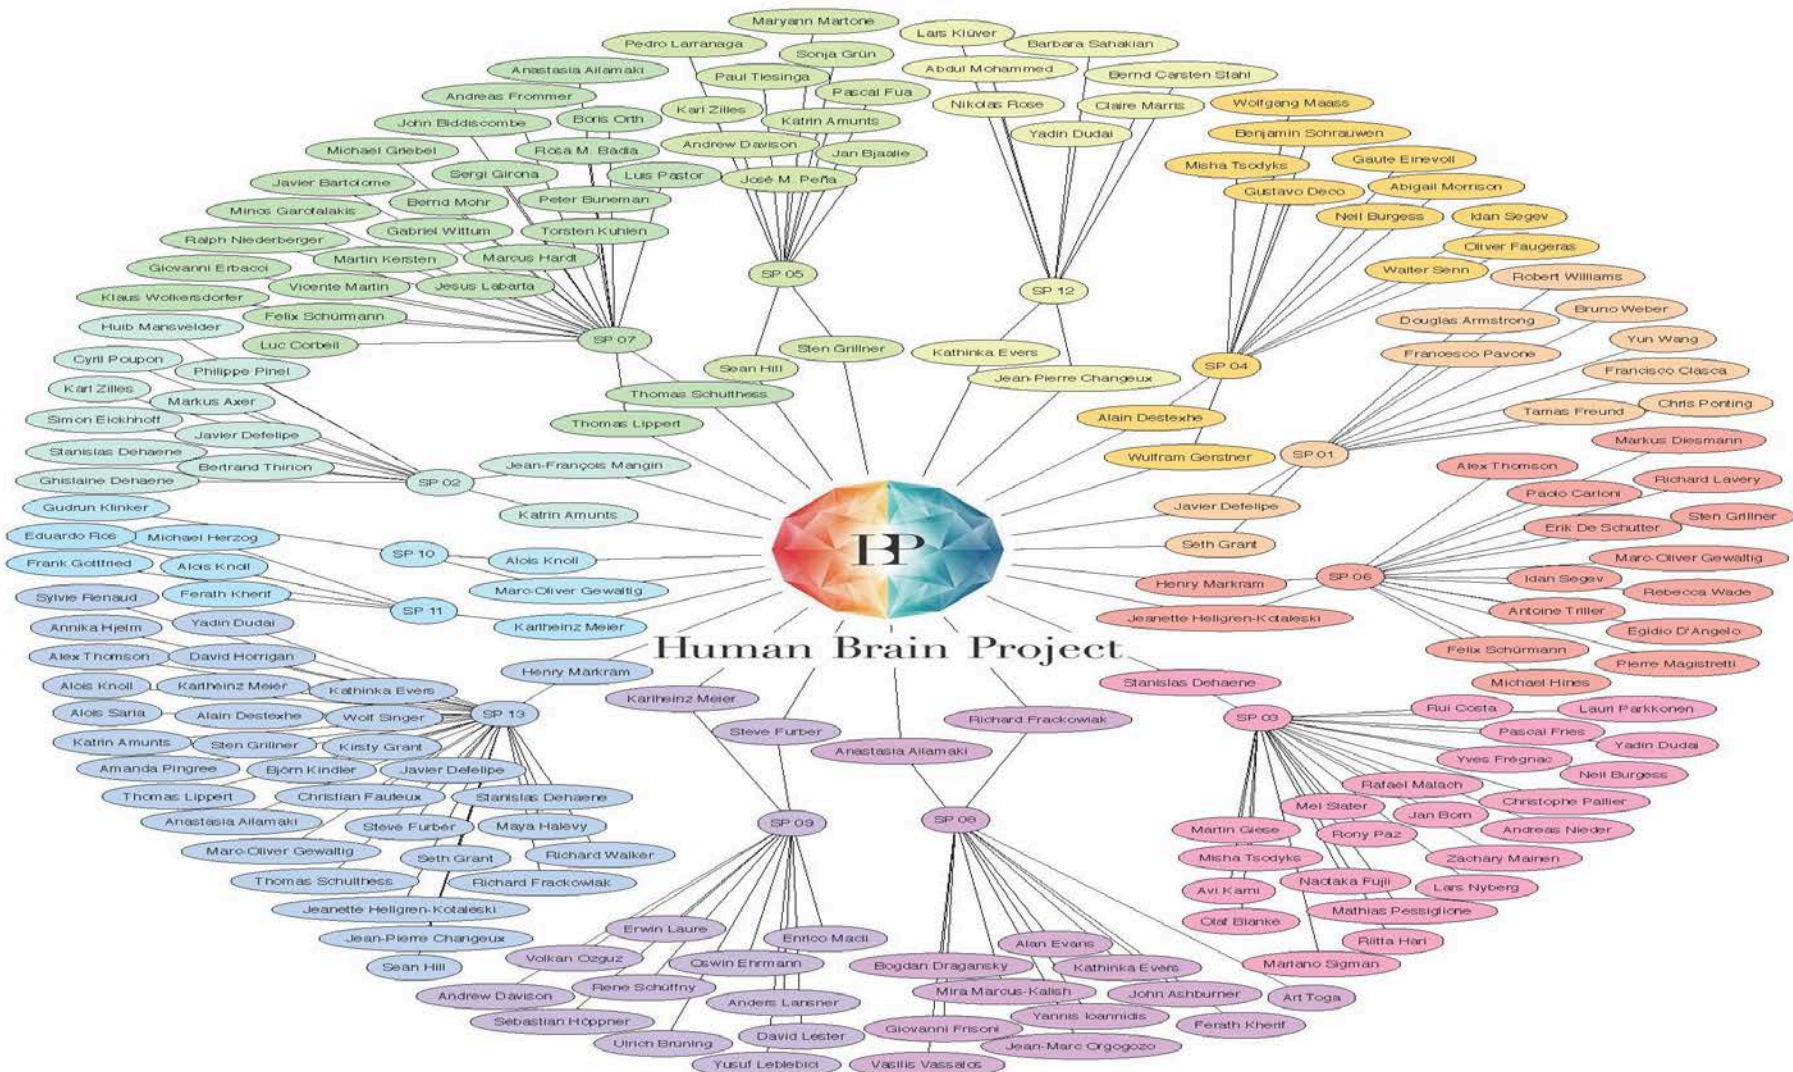 Maryann Martone
Lars Klüver
Pedro Larranaga
Barbara Sahakian
Sonja Grün
Anastasia Ailamaki
Paul Tiesinga
Abdul Mohammed
Bernd Carsten Stahl
Andreas Frommer
Pascal Fua
Karl Zilles
Nikolas Rose
Claire Marris
Wolfgang Maass
John Biddiscombe
Boris Orth
Katrin Amunts
Yadin Dudai
Benjamin Schrauwen
Michael Griebel
Rosa M. Badia
Andrew Davison
Jan Bjaalie
Misha Tsodyks
Gaute Einevoll
Javier Bartolome
Sergi Girona
Luis Pastor
José M. Peña
Gustavo Deco
Abigail Morrison
Minos Garofalakis
Bernd Mohr
Peter Buneman
Neil Burgess
Idan Segev
Ralph Niederberger
Gabriel Wittum
Torsten Kuhlen
Oliver Faugeras
Giovanni Erbacci
Martin Kersten
Marcus Hardt
SP 05
Walter Senn
Robert Williams
Klaus Wolkersdorfer
Vicente Martin
Jesus Labarta
SP 12
Bruno Weber
Huib Mansvelder
Felix Schürmann
Douglas Armstrong
Luc Corbeil
SP 07
Sten Grillner
Kathinka Evers
Francesco Pavone
Yun Wang
Cyril Poupon
Philippe Pinel
Sean Hill
Jean-Pierre Changeux
SP 04
Francisco Clasca
Karl Zilles
Markus Axer
Thomas Schulthess
Alain Destexhe
Tamas Freund
Chris Ponting
Simon Eickhhoff
Javier Defelipe
Thomas Lippert
Markus Diesmann
Stanislas Dehaene
Bertrand Thirion
Jean-François Mangin
Wulfram Gerstner
SP 01
Alex Thomson
Ghislaine Dehaene
SP 02
Richard Lavery
Gudrun Klinker
Katrin Amunts
Javier Defelipe
Paolo Carloni
Sten Grillner
Eduardo Ros
Michael Herzog
SP 10
BP
Seth Grant
Erik De Schutter
Frank Gottfried
Alois Knoll
Alois Knoll
Marc-Oliver Gewaltig
Sylvie Renaud
Ferath Kherif
Marc-Oliver Gewaltig
Henry Markram
SP 06
Idan Segev
Rebecca Wade
Annika Hjelm
Yadin Dudai
SP 11
Karlheinz Meier
Jeanette Hellgren-Kotaleski
Antoine Triller
Egidio D'Angelo
Human Brain Project
Alex Thomson
David Horrigan
Henry Markram
Felix Schürmann
Pierre Magistretti
Alois Knoll
Karlheinz Meier
Kathinka Evers
Karlheinz Meier
Stanislas Dehaene
Michael Hines
Alois Saria
Alain Destexhe
Wolf Singer
SP 13
Steve Furber
Richard Frackowiak
SP 03
Rui Costa
Lauri Parkkonen
Katrin Amunts
Sten Grillner
Kirsty Grant
Anastasia Ailamaki
Pascal Fries
Yadin Dudai
Amanda Pingree
Björn Kindler
Javier Defelipe
Yves Frégnac
Neil Burgess
Thomas Lippert
Christian Fauteux
Stanislas Dehaene
Rafael Malach
Christophe Pallier
Anastasia Ailamaki
Steve Furber
Maya Halevy
SP 09
SP 08
Mel Slater
Jan Born
Andreas Nieder
Marc-Oliver Gewaltig
Seth Grant
Richard Walker
Martin Giese
Rony Paz
Zachary Mainen
Thomas Schulthess
Richard Frackowiak
Misha Tsodyks
Naotaka Fujii
Lars Nyberg
Jeanette Hellgren-Kotaleski
Avi Karni
Mathias Pessiglione
Jean-Pierre Changeux
Erwin Laure
Enrico Macii
Alan Evans
Olaf Blanke
Riitta Hari
Sean Hill
Volkan Ozguz
Oswin Ehrmann
Bogdan Dragansky
Kathinka Evers
Mariano Sigman
Andrew Davison
Rene Schüffny
Anders Lansner
Mira Marcus-Kalish
John Ashburner
Art Toga
Sebastian Höppner
David Lester
Giovanni Frisoni
Yannis Ioannidis
Ferath Kherif
Ulrich Brüning
Yusuf Leblebici
Vasilis Vassalos
Jean-Marc Orgogozo